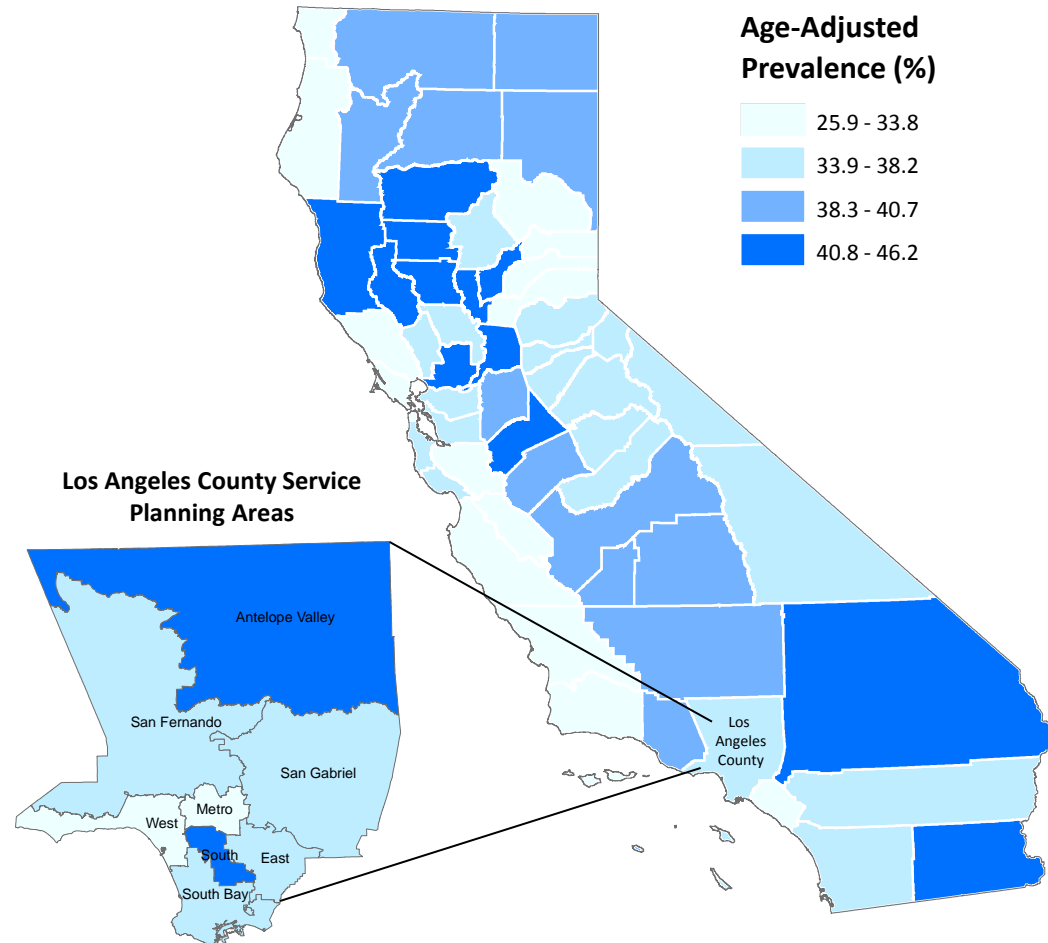 Age-Adjusted
Prevalence (%)
25.9 - 33.8
33.9 - 38.2
38.3 - 40.7
40.8 - 46.2
Los Angeles County Service
Planning Areas
Antelope Valley
San Fernando
San Gabriel
Metro
West
South
East
South Bay
Los
Angeles
County